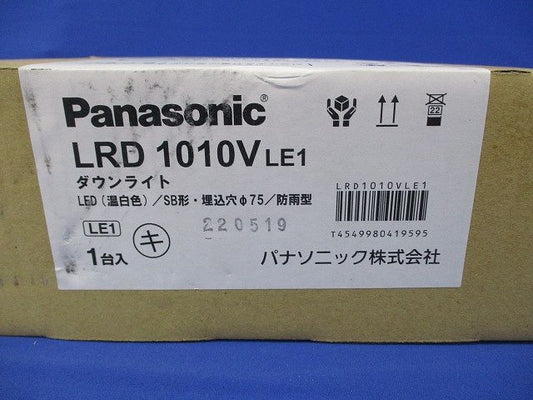 Panasonic®
22
LRD 1010V LE1
ダウンライト
LED（温白色）／SB形・埋込穴φ75／防雨型
LRD1010VLE1
LE1
キ
220519
T4549980419595
1台入
パナソニック株式会社